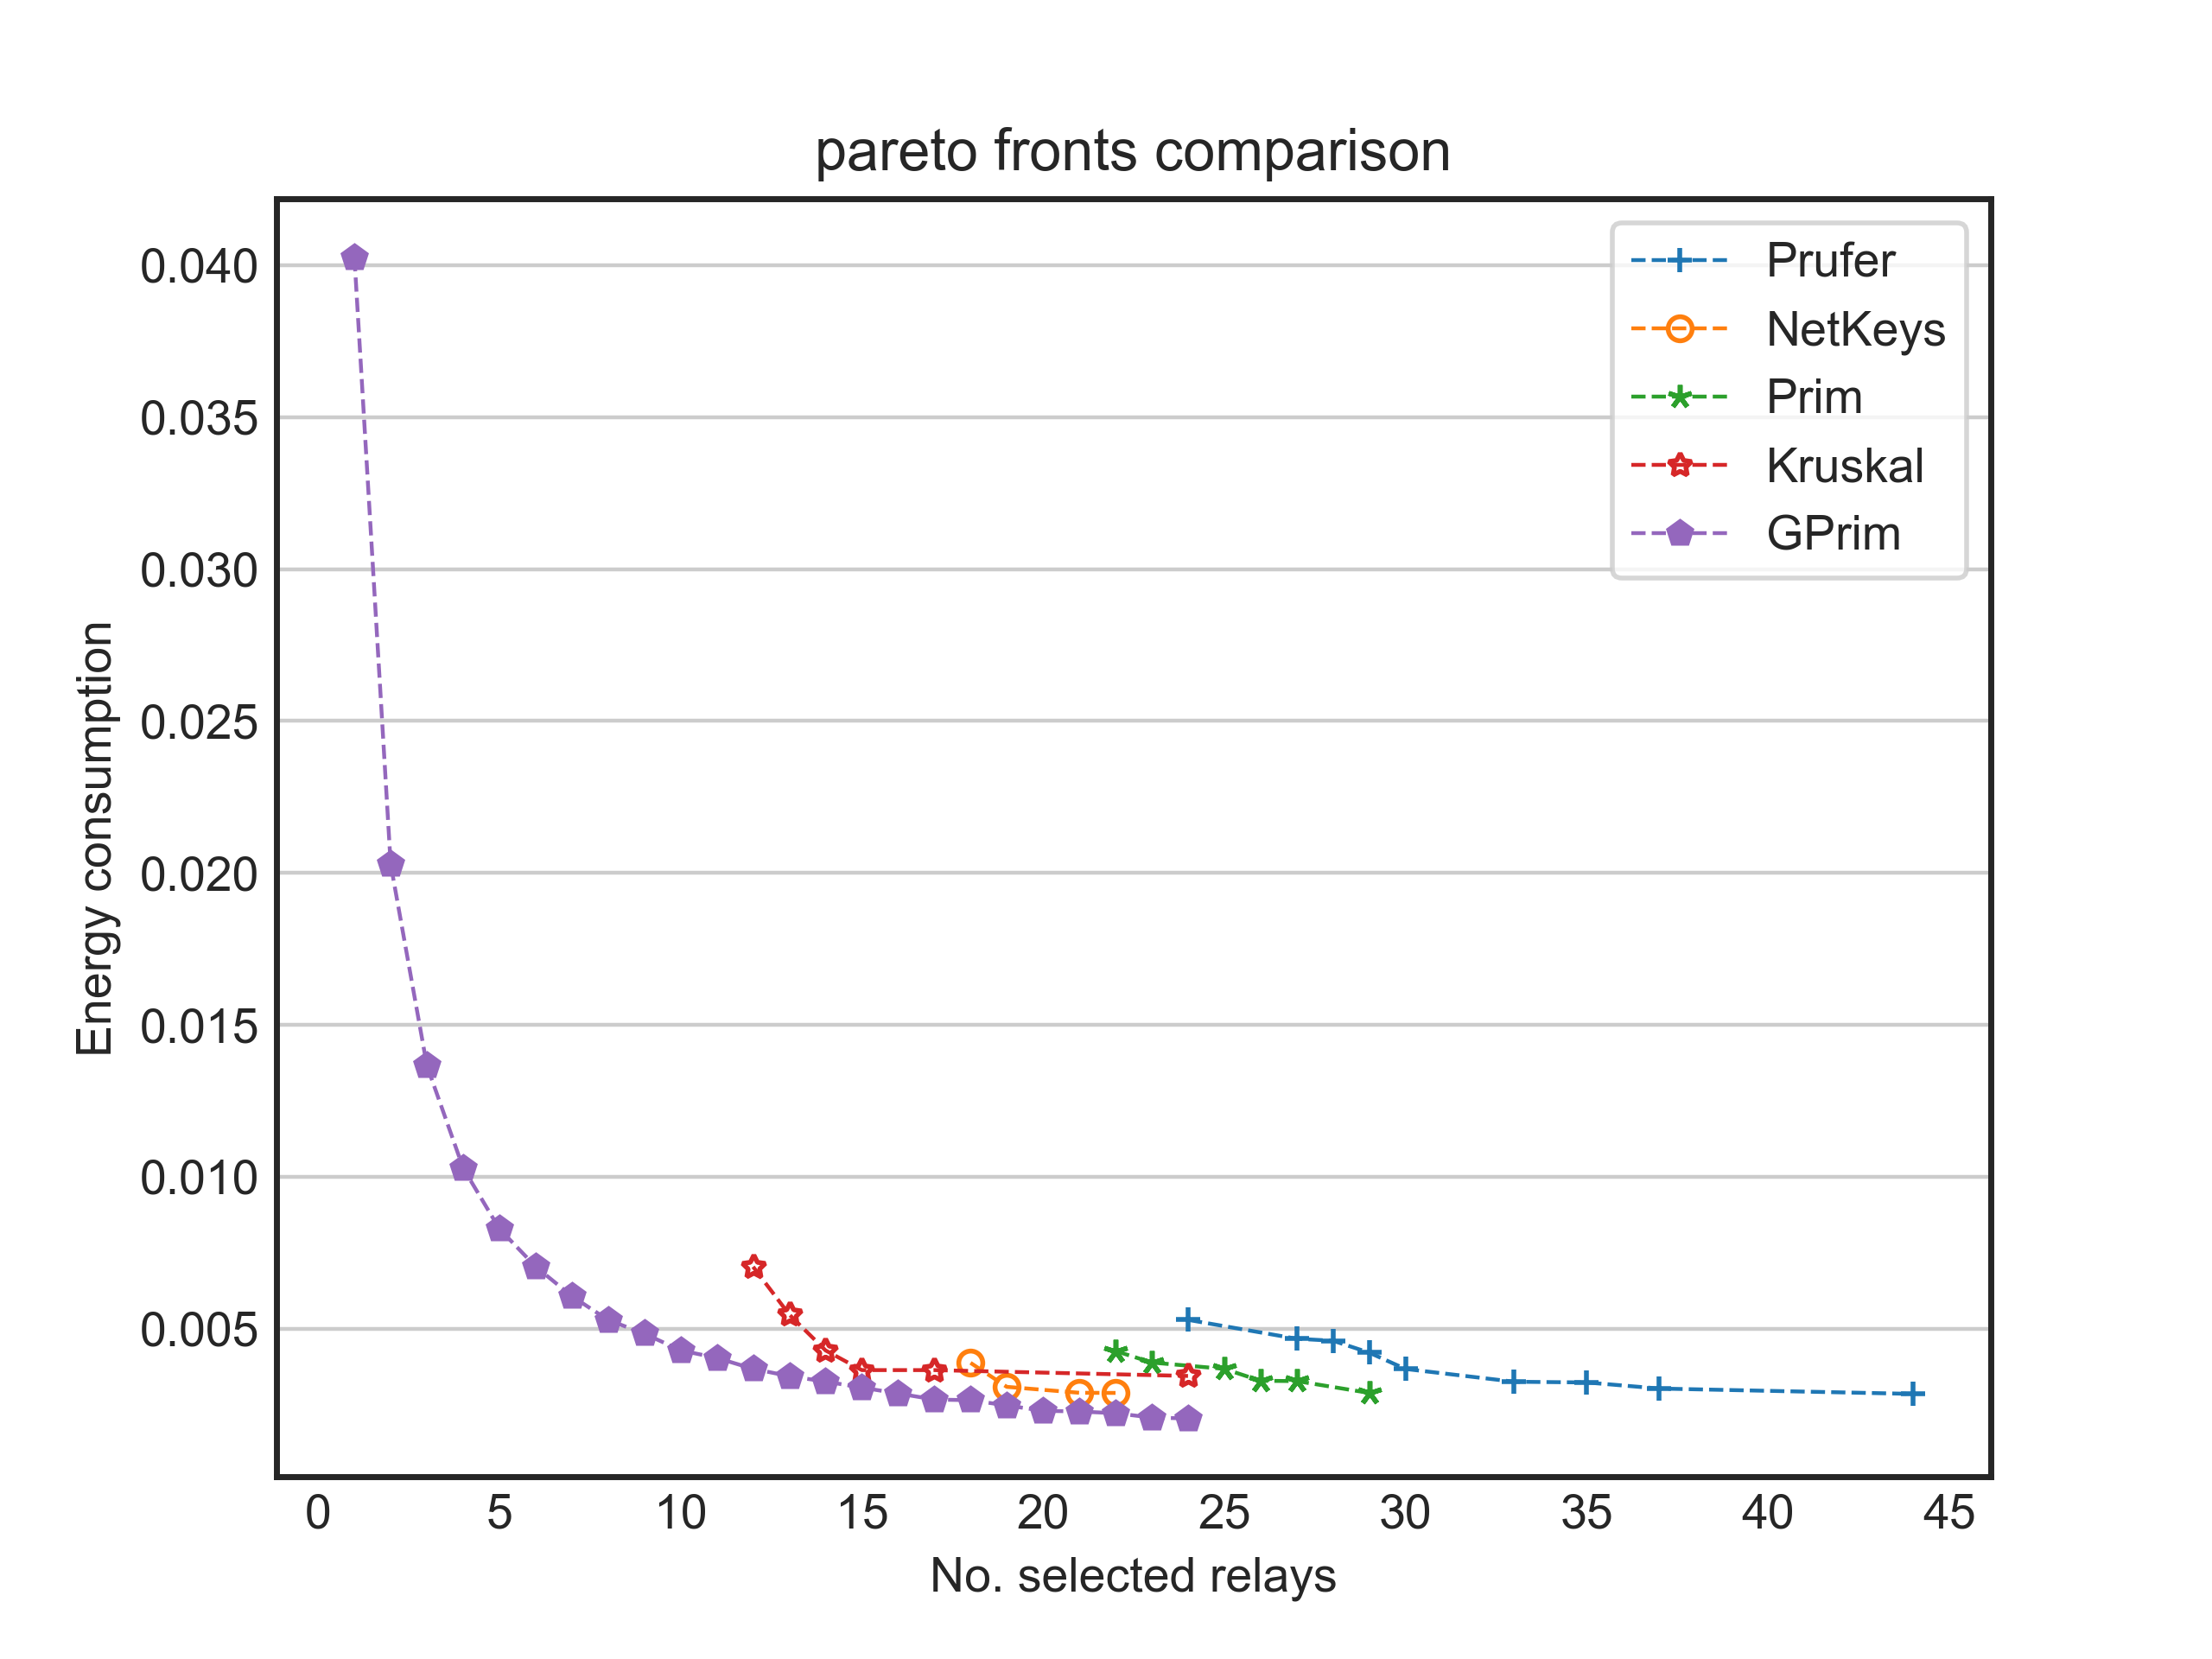 pareto fronts comparison
0.040
0.035
0.030
0.025
0.020
0.015
0.010
0.005
Energy consumption
Prufer
NetKeys
Prim
Kruskal
GPrim
0 5 10 15 20 25 30 35 40 45
No. selected relays